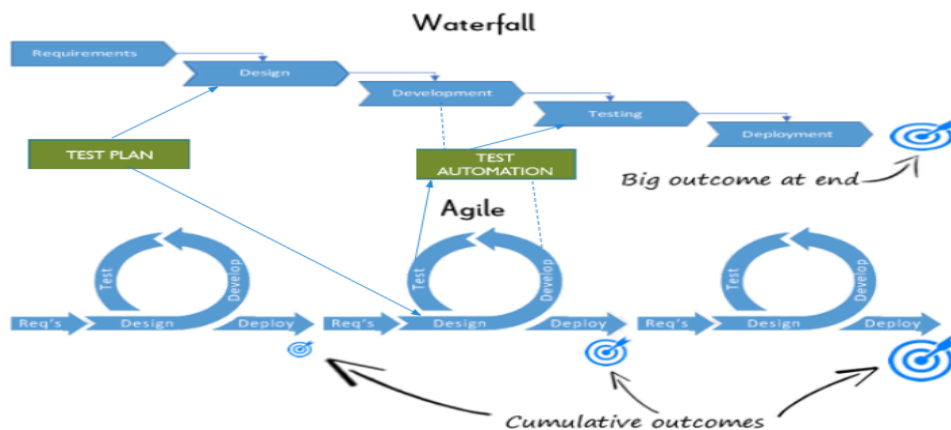 Waterfall
Requirements
Design
Development
Testing
Deployment
TEST PLAN
TEST
AUTOMATION
Big outcome at end
Agile
Test
Develop
Req's
Design
Deploy
Test
Develop
Req's
Design
Deploy
Test
Develop
Req's
Design
Deploy
Cumulative outcomes